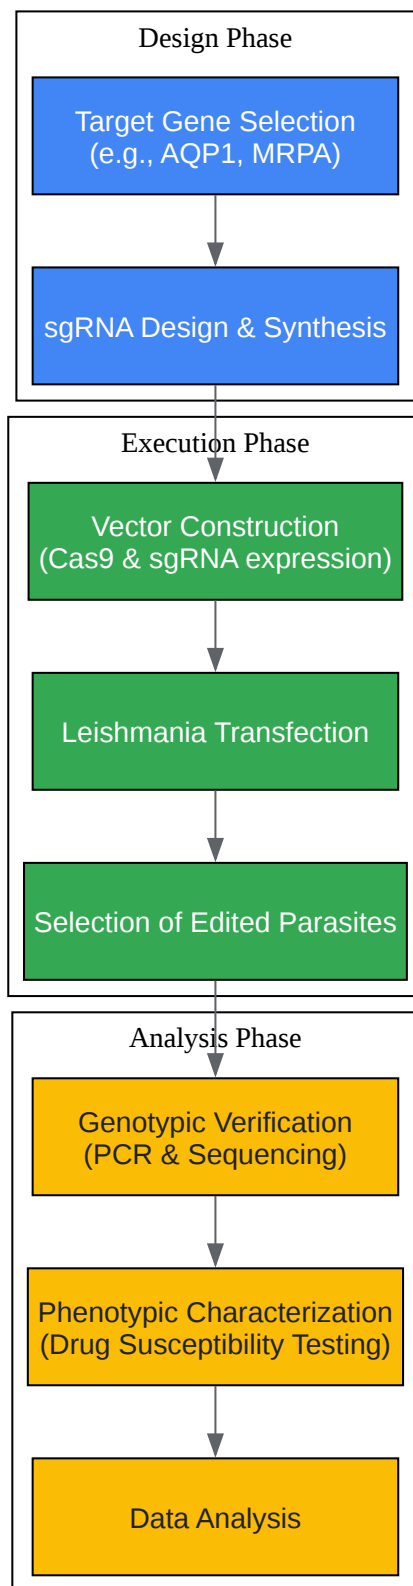 Design Phase
Target Gene Selection
(e.g., AQP1, MRPA)
sgRNA Design & Synthesis
Execution Phase
Vector Construction
(Cas9 & sgRNA expression)
Leishmania Transfection
Selection of Edited Parasites
Analysis Phase
Genotypic Verification
(PCR & Sequencing)
Phenotypic Characterization
(Drug Susceptibility Testing)
Data Analysis